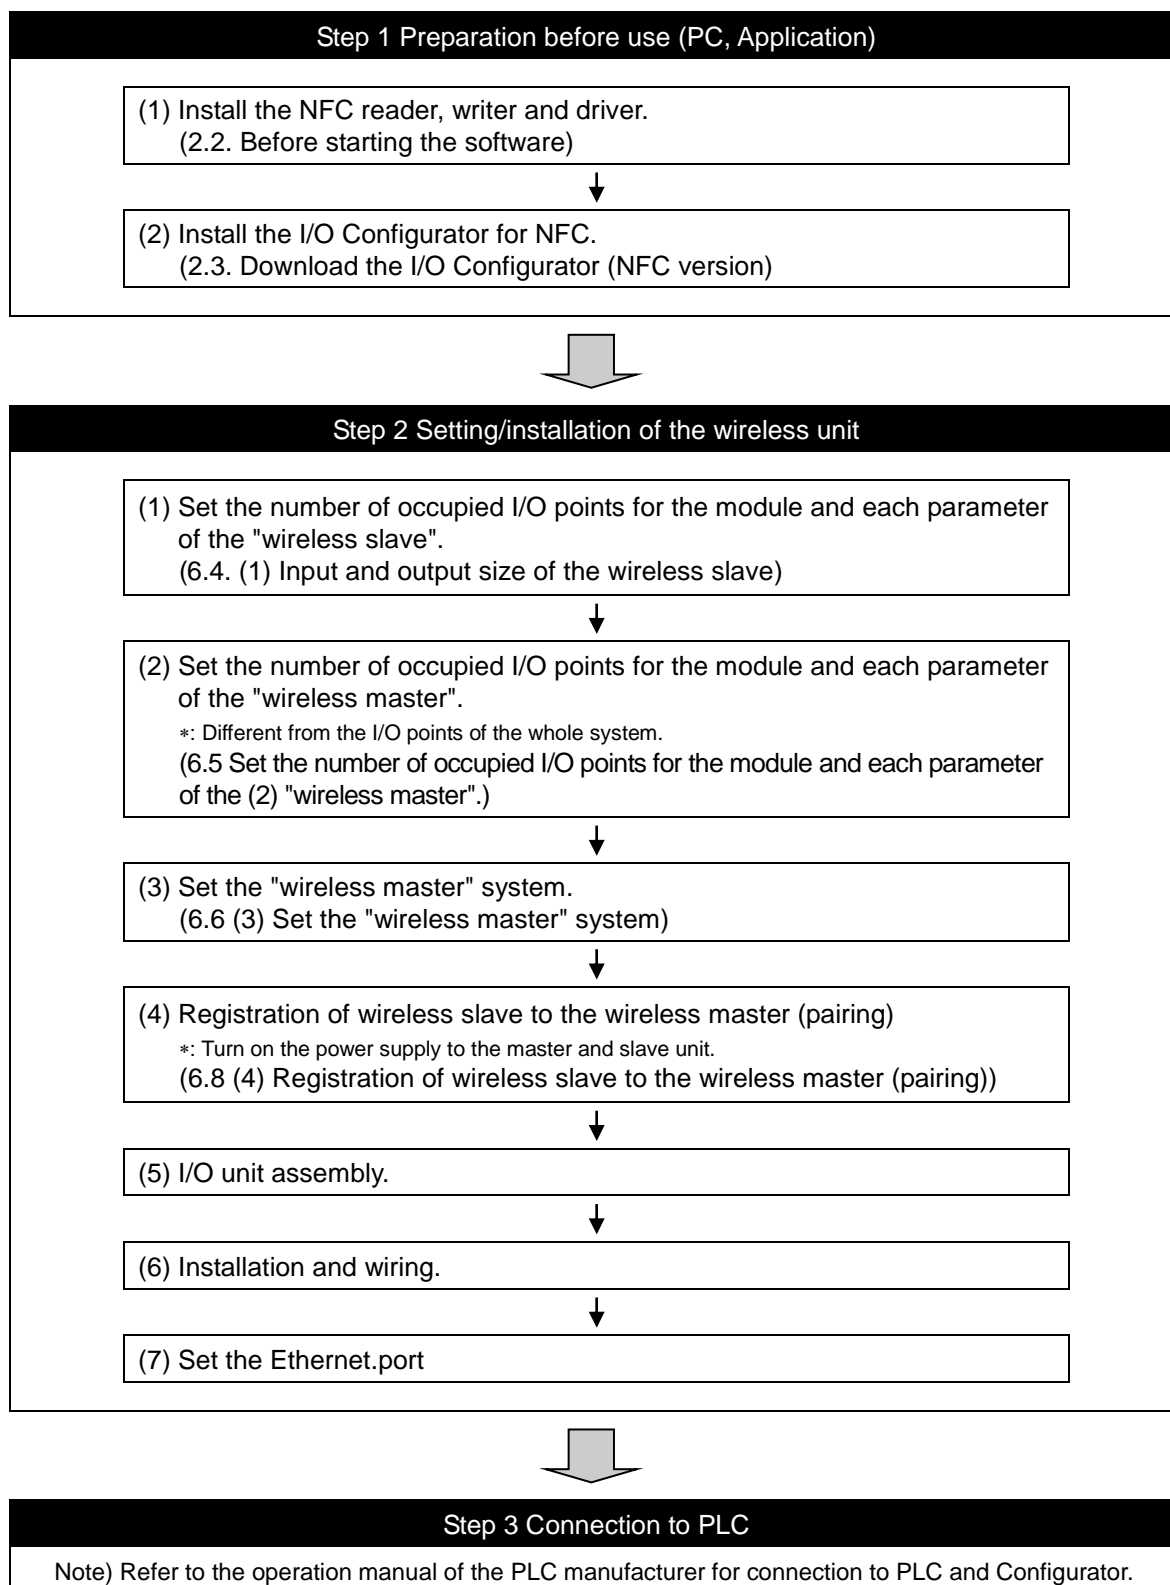 Step 1 Preparation before use (PC, Application)
(1) Install the NFC reader, writer and driver.
(2.2. Before starting the software)
(2) Install the I/O Configurator for NFC.
(2.3. Download the I/O Configurator (NFC version)
Step 2 Setting/installation of the wireless unit
(1) Set the number of occupied I/O points for the module and each parameter
of the "wireless slave".
(6.4. (1) Input and output size of the wireless slave)
(2) Set the number of occupied I/O points for the module and each parameter
of the "wireless master".
*: Different from the I/O points of the whole system.
(6.5 Set the number of occupied I/O points for the module and each parameter
of the (2) "wireless master".)
(3) Set the "wireless master" system.
(6.6 (3) Set the "wireless master" system)
(4) Registration of wireless slave to the wireless master (pairing)
*: Turn on the power supply to the master and slave unit.
(6.8 (4) Registration of wireless slave to the wireless master (pairing))
(5) I/O unit assembly.
(6) Installation and wiring.
(7) Set the Ethernet.port
Step 3 Connection to PLC
Note) Refer to the operation manual of the PLC manufacturer for connection to PLC and Configurator.